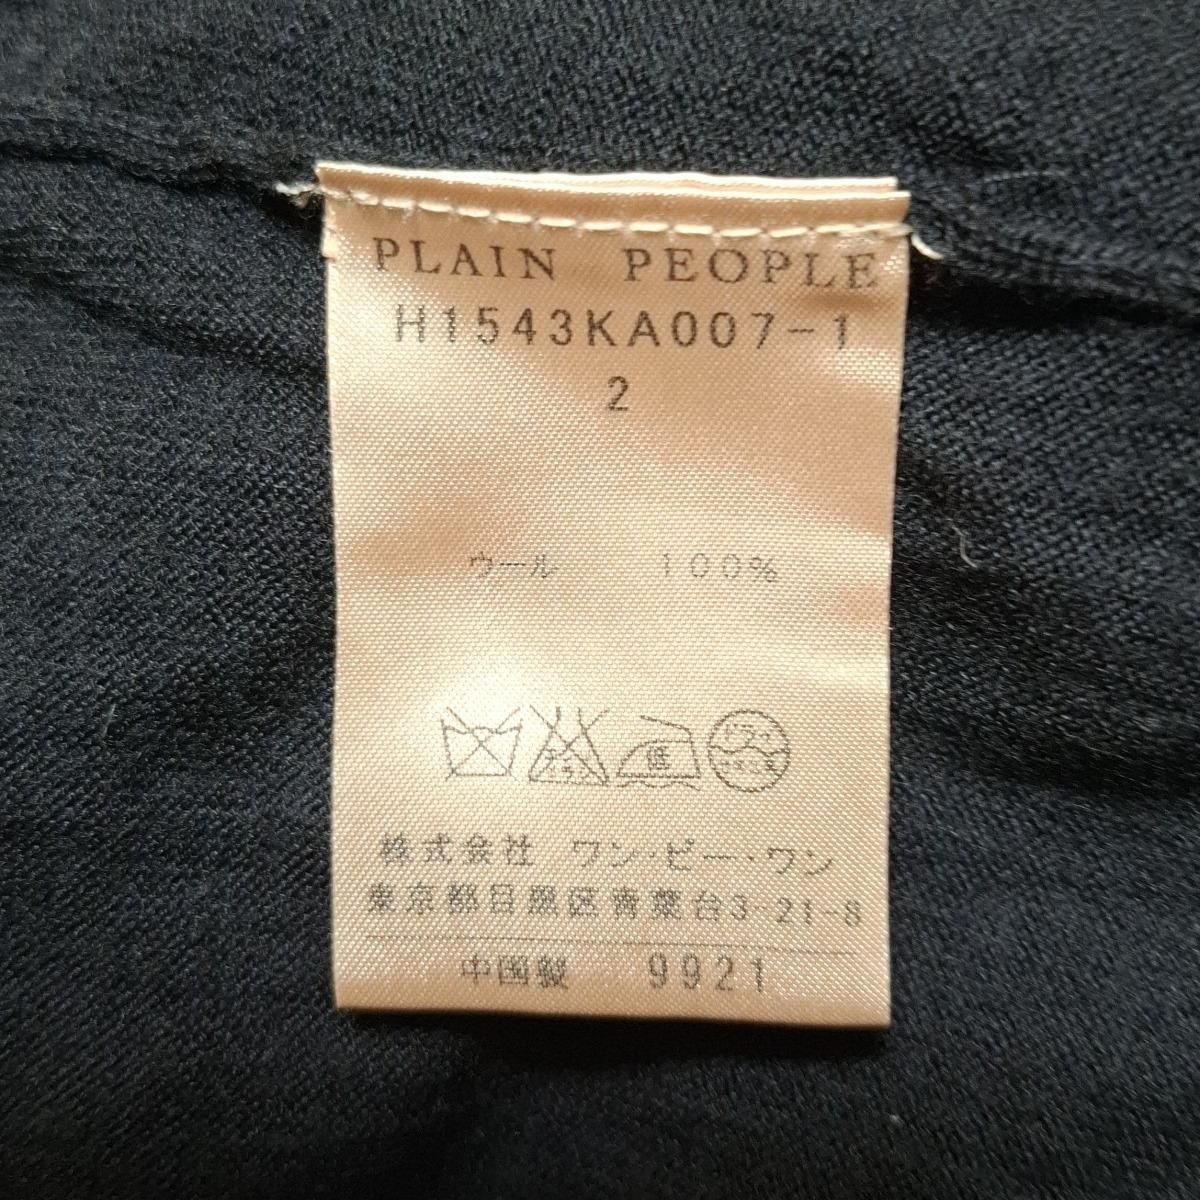 PLAIN PEOPLE
H1543KA007-1
2
ウール 100%
中
株式会社 ワン・ピー・ワン
東京都目黒区青葉台3-21-8
中国製 9921